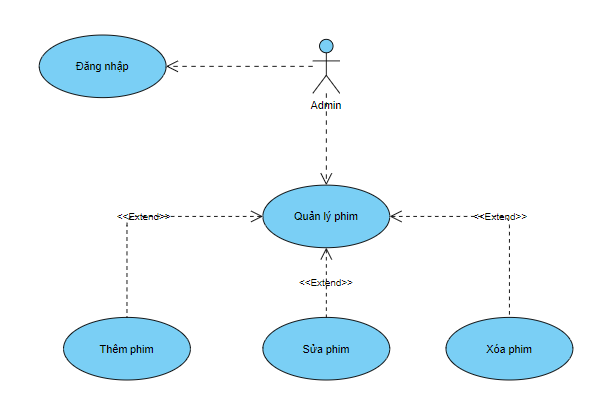 Đăng nhập
Admin
Quản lý phim
<<Extend>>
<<Extend>>
<<Extend>>
Thêm phim
Sửa phim
Xóa phim